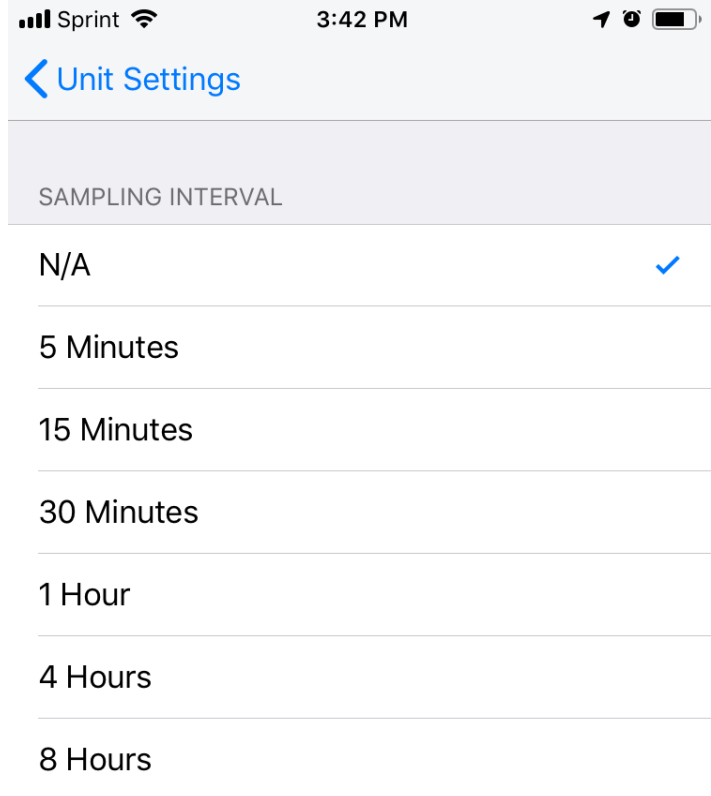 Sprint 3:42 PM
Unit Settings
SAMPLING INTERVAL
N/A
5 Minutes
15 Minutes
30 Minutes
1 Hour
4 Hours
8 Hours